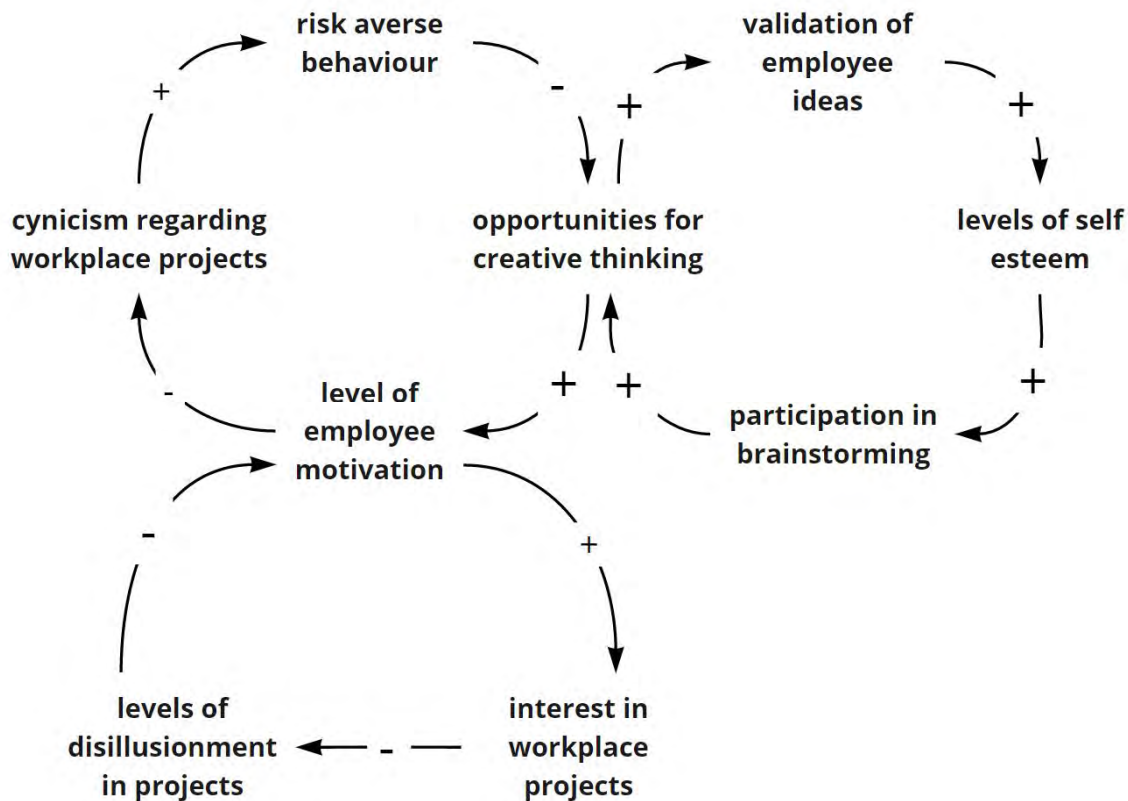 risk averse
behaviour
validation of
employee
ideas
+
-
+
+
cynicism regarding
workplace projects
opportunities for
creative thinking
levels of self
esteem
-
+
+
+
level of
employee
motivation
participation in
brainstorming
-
+
levels of
disillusionment
in projects
-
interest in
workplace
projects